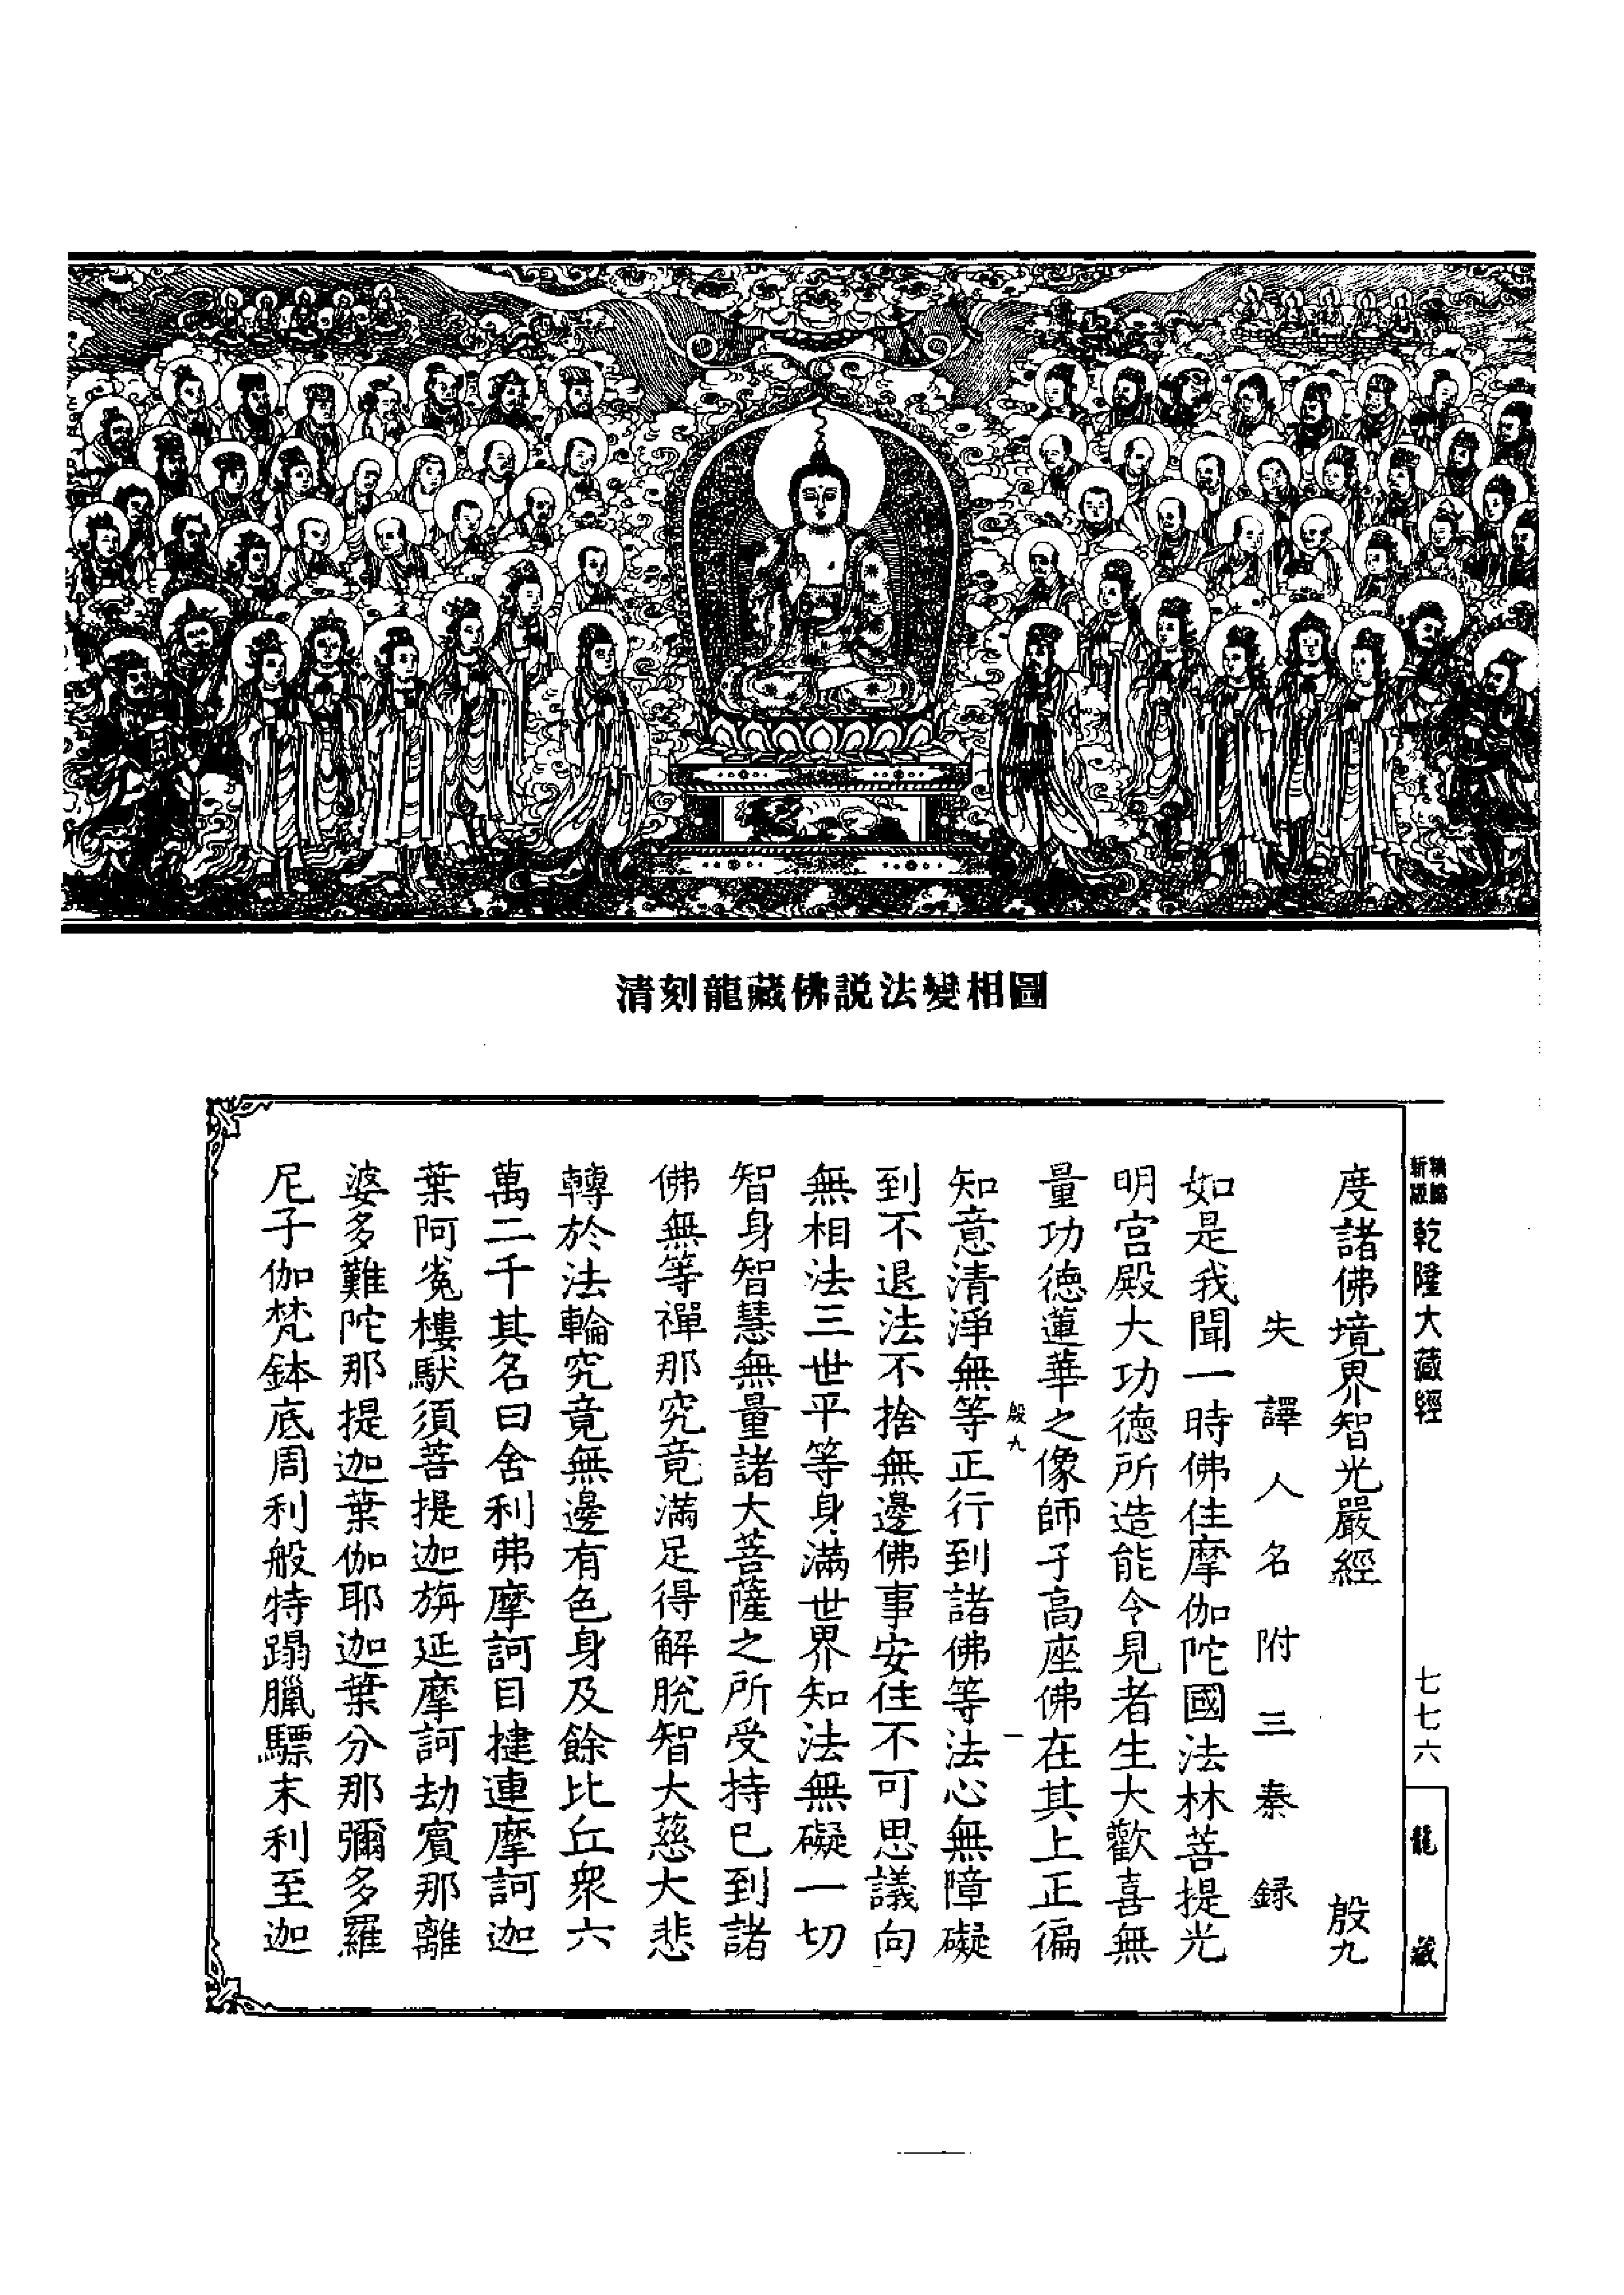 清刻龍藏佛説法變相圖
新版
乾隆大藏經
七七六
龍藏
度諸佛境界智光嚴經 殷九
失譯人名附三秦録
如是我聞一時佛住摩伽陀國法林菩提光
明宮殿大功德所造能令見者生大歡喜無
量功德蓮華之像師子高座佛在其上正徧
殷九 一
知意清淨無等正行到諸佛等法心無障礙
到不退法不捨無邊佛事安住不可思議向
無相法三世平等身滿世界知法無礙一切
智身智慧無量諸大菩薩之所受持已到諸
佛無等禪那究竟滿足得解脫智大慈大悲
轉於法輪究竟無邊有色身及餘比丘眾六
萬二千其名曰舍利弗摩訶目揵連摩訶迦
葉阿㝹樓馱須菩提迦旃延摩訶劫賓那離
婆多難陀那提迦葉伽耶迦葉分那彌多羅
尼子伽梵鉢底周利般特蹋臘驃末利至迦